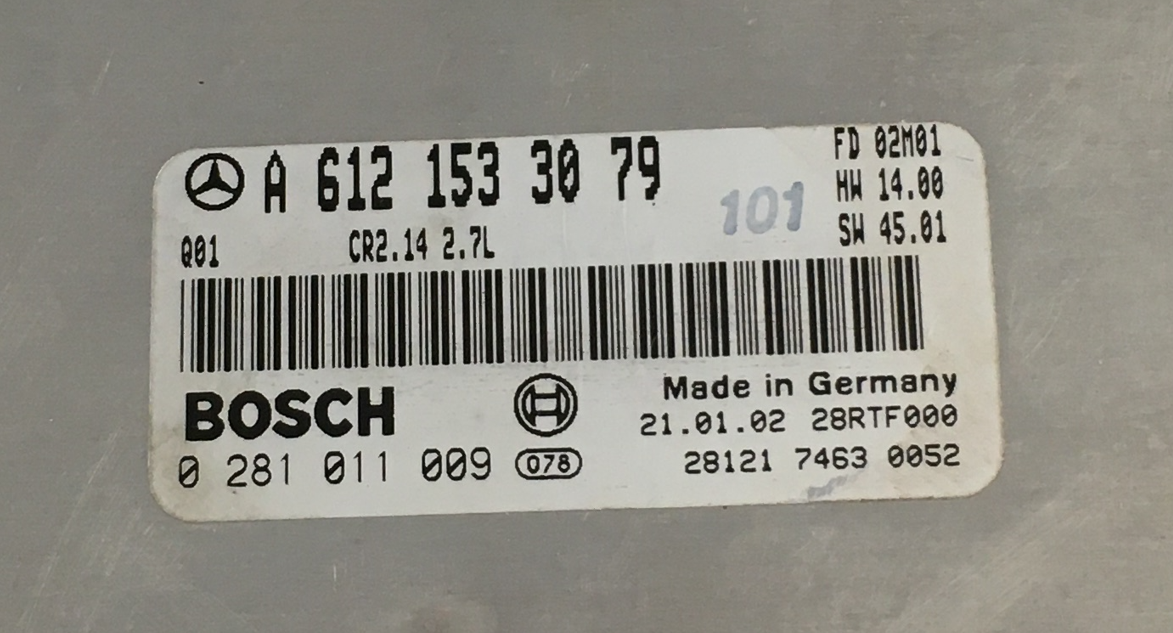 A 612 153 30 79
FD 02M01
HW 14.00
101
SW 45.01
Q01 CR2.14 2.7L
BOSCH
Made in Germany
21.01.02 28RTF000
0 281 011 009 078
28121 7463 0052